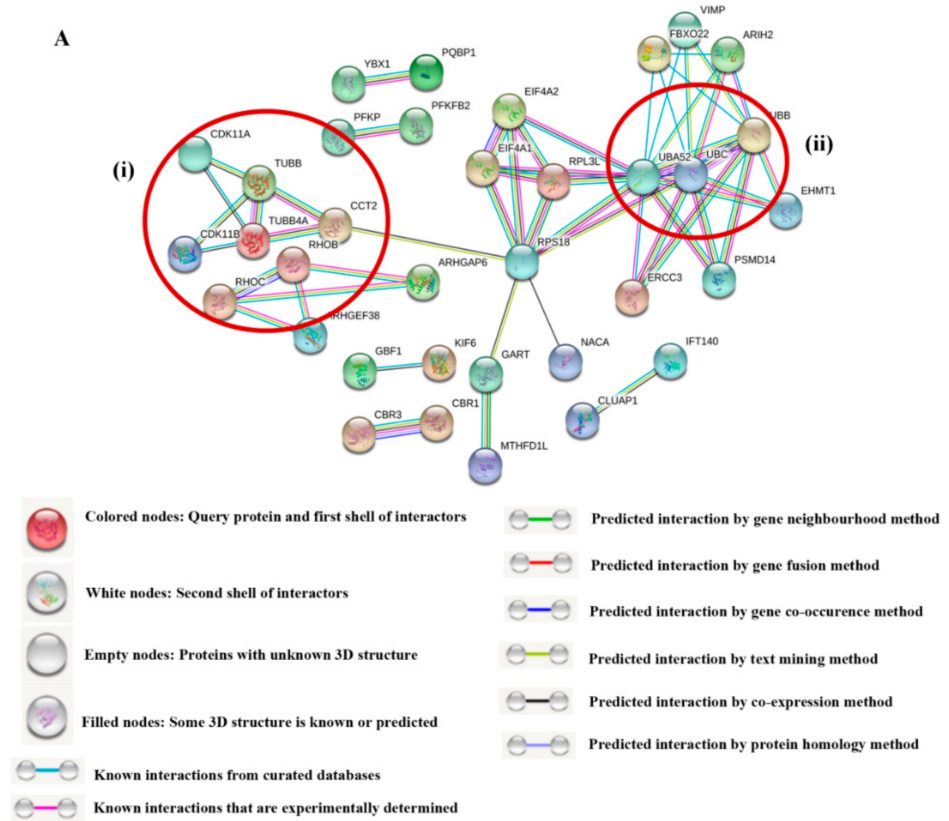 A
VIMP
FBXO22
ARIH2
YBX1
PQBP1
EIF4A2
PFKP
PFKFB2
UBB
(ii)
CDK11A
(i)
TUBB
EIF4A1
RPL3L
UBA52
UBC
CCT2
EHMT1
TUBB4A
CDK11B
RHOB
RPS18
PSMD14
RHOC
ARHGAP6
ERCC3
ARHGEF38
GBF1
KIF6
GART
NACA
IFT140
CBR3
CBR1
CLUAP1
MTHFD1L
Colored nodes: Query protein and first shell of interactors
White nodes: Second shell of interactors
Empty nodes: Proteins with unknown 3D structure
Filled nodes: Some 3D structure is known or predicted
Known interactions from curated databases
Known interactions that are experimentally determined
Predicted interaction by gene neighbourhood method
Predicted interaction by gene fusion method
Predicted interaction by gene co-occurence method
Predicted interaction by text mining method
Predicted interaction by co-expression method
Predicted interaction by protein homology method